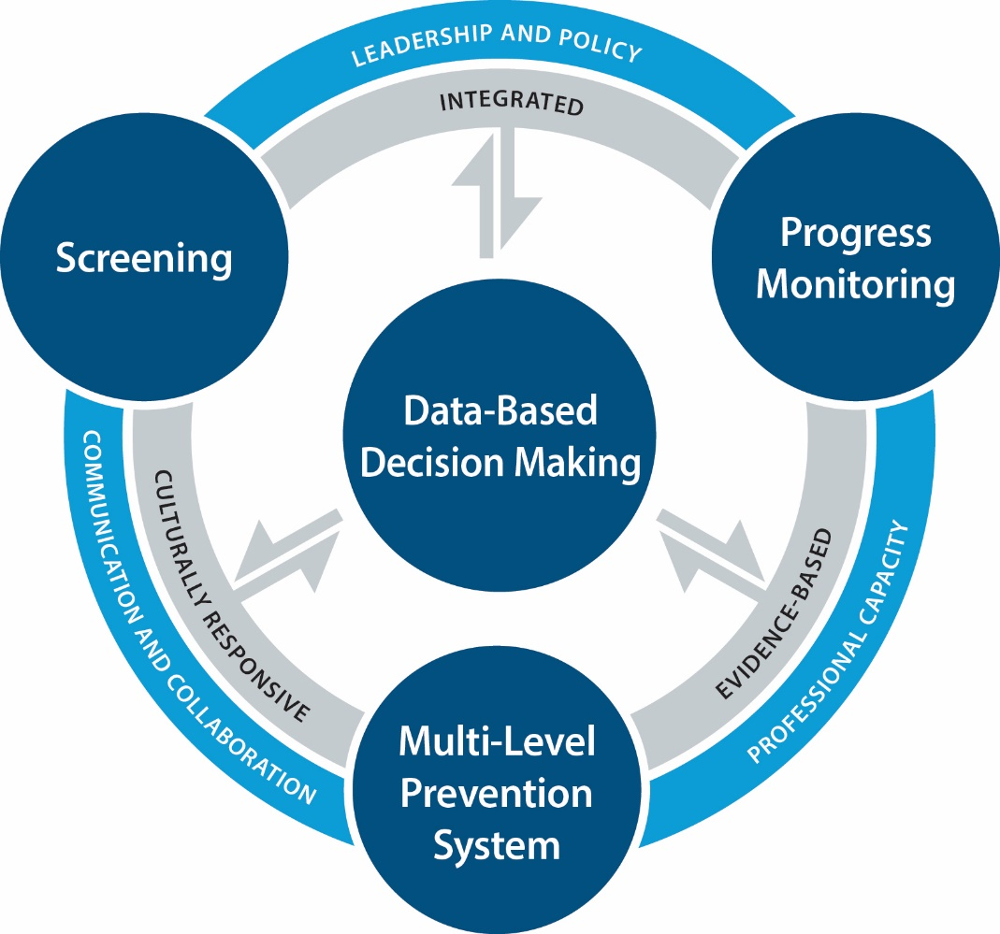 LEADERSHIP AND POLICY
INTEGRATED
Screening
Progress
Monitoring
Data-Based
Decision Making
COMMUNICATION AND COLLABORATION
CULTURALLY RESPONSIVE
EVIDENCE-BASED
PROFESSIONAL CAPACITY
Multi-Level
Prevention
System